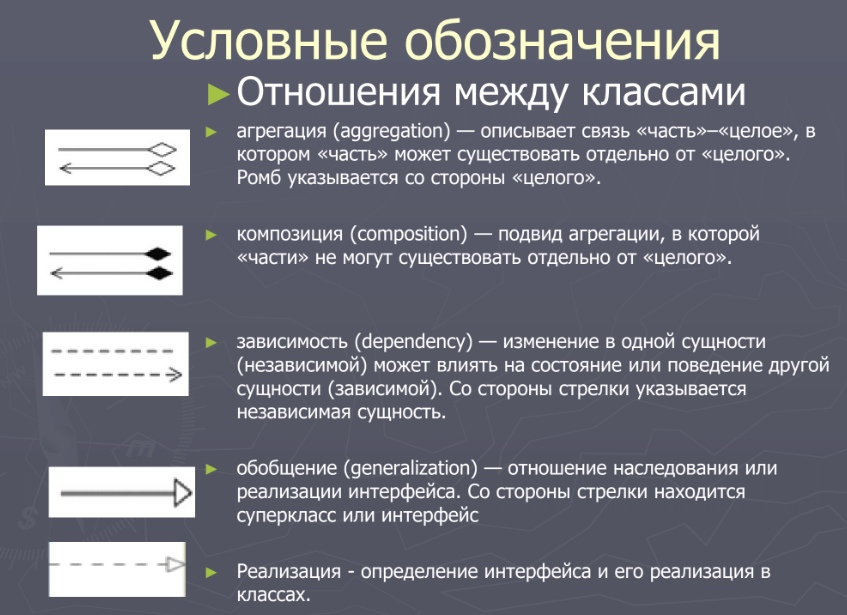 Условные обозначения
Отношения между классами
агрегация (aggregation) — описывает связь «часть»–«целое», в
котором «часть» может существовать отдельно от «целого».
Ромб указывается со стороны «целого».
композиция (composition) — подвид агрегации, в которой
«части» не могут существовать отдельно от «целого».
зависимость (dependency) — изменение в одной сущности
(независимой) может влиять на состояние или поведение другой
сущности (зависимой). Со стороны стрелки указывается
независимая сущность.
обобщение (generalization) — отношение наследования или
реализации интерфейса. Со стороны стрелки находится
суперкласс или интерфейс
Реализация - определение интерфейса и его реализация в
классах.